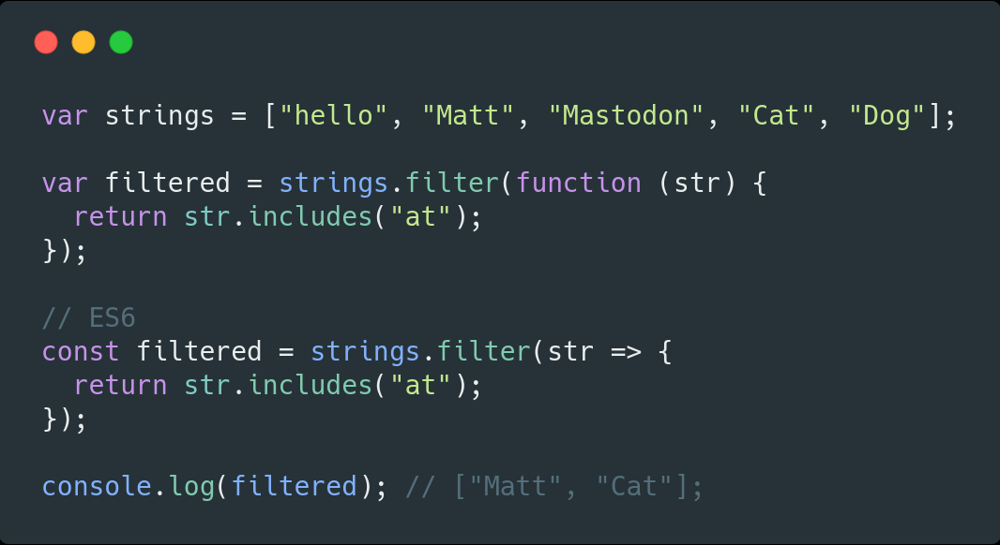 var strings = ["hello", "Matt", "Mastodon", "Cat", "Dog"];
var filtered = strings.filter(function (str) {
  return str.includes("at");
});
// ES6
const filtered = strings.filter(str => {
  return str.includes("at");
});
console.log(filtered); // ["Matt", "Cat"];